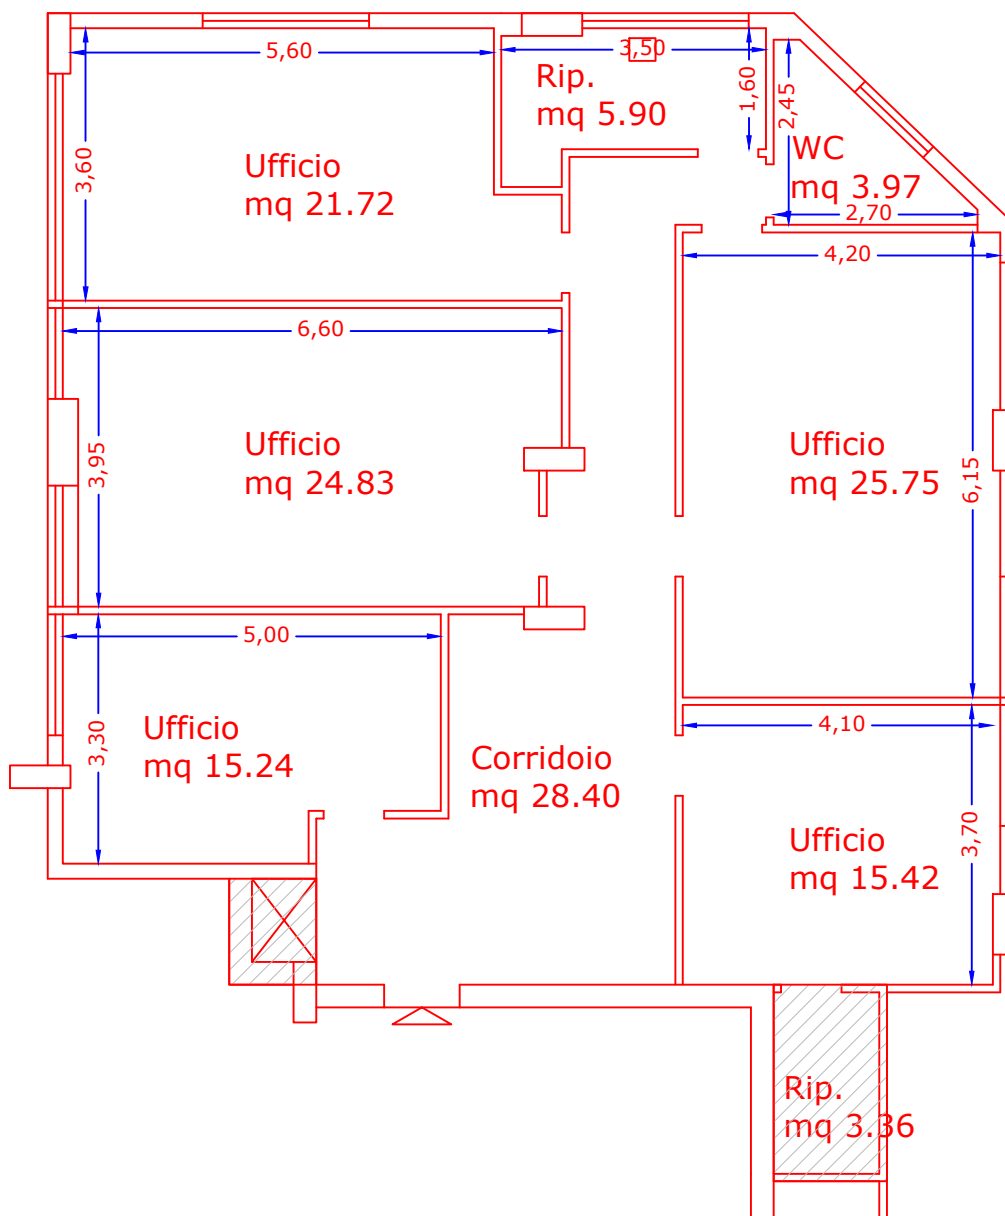 5,60
3,50
Rip.
mq 5.90
1,60
2,45
WC
mq 3.97
2,70
3,60
Ufficio
mq 21.72
4,20
6,60
3,95
Ufficio
mq 24.83
Ufficio
mq 25.75
6,15
5,00
3,30
Ufficio
mq 15.24
Corridoio
mq 28.40
4,10
3,70
Ufficio
mq 15.42
Rip.
mq 3.36